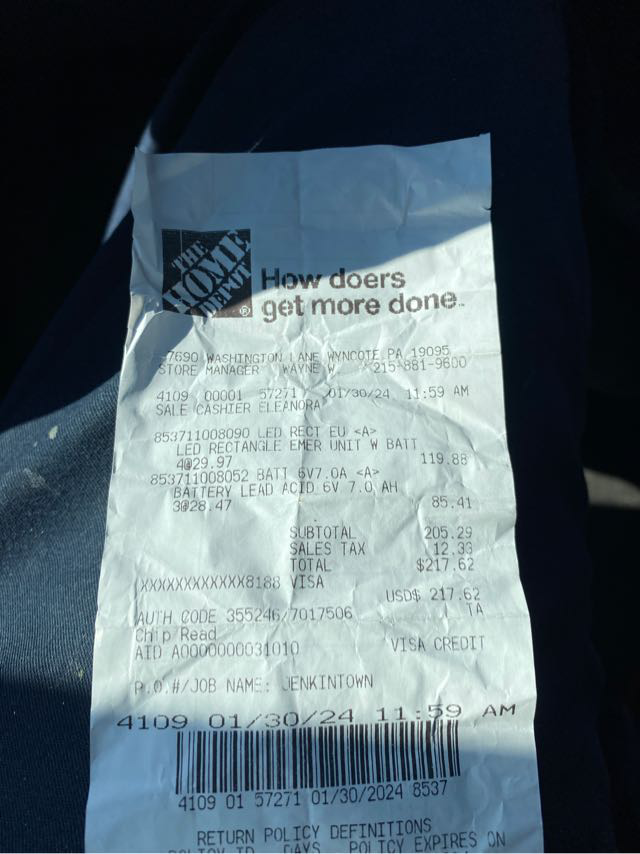 THE
HOME
DEPOT
How doers
get more done™
7690 WASHINGTON LANE WYNCOTE,PA 19095
STORE MANAGER WAYNE W. 215-881-9600
4109 00001 57271 01/30/24 11:59 AM
SALE CASHIER ELEANORA
853711008090 LED RECT EU <A>
LED RECTANGLE EMER UNIT W BATT
4@29.97 119.88
853711008052 BATT 6V7.0A <A>
BATTERY LEAD ACID 6V 7.0 AH
3@28.47 85.41
SUBTOTAL 205.29
SALES TAX 12.33
TOTAL $217.62
XXXXXXXXXXXX8188 VISA
USD$ 217.62
AUTH CODE 355246/7017506 TA
Chip Read
AID A0000000031010 VISA CREDIT
P.O.#/JOB NAME: JENKINTOWN
4109 01/30/24 11:59 AM
4109 01 57271 01/30/2024 8537
RETURN POLICY DEFINITIONS
POLICY ID DAYS POLICY EXPIRES ON